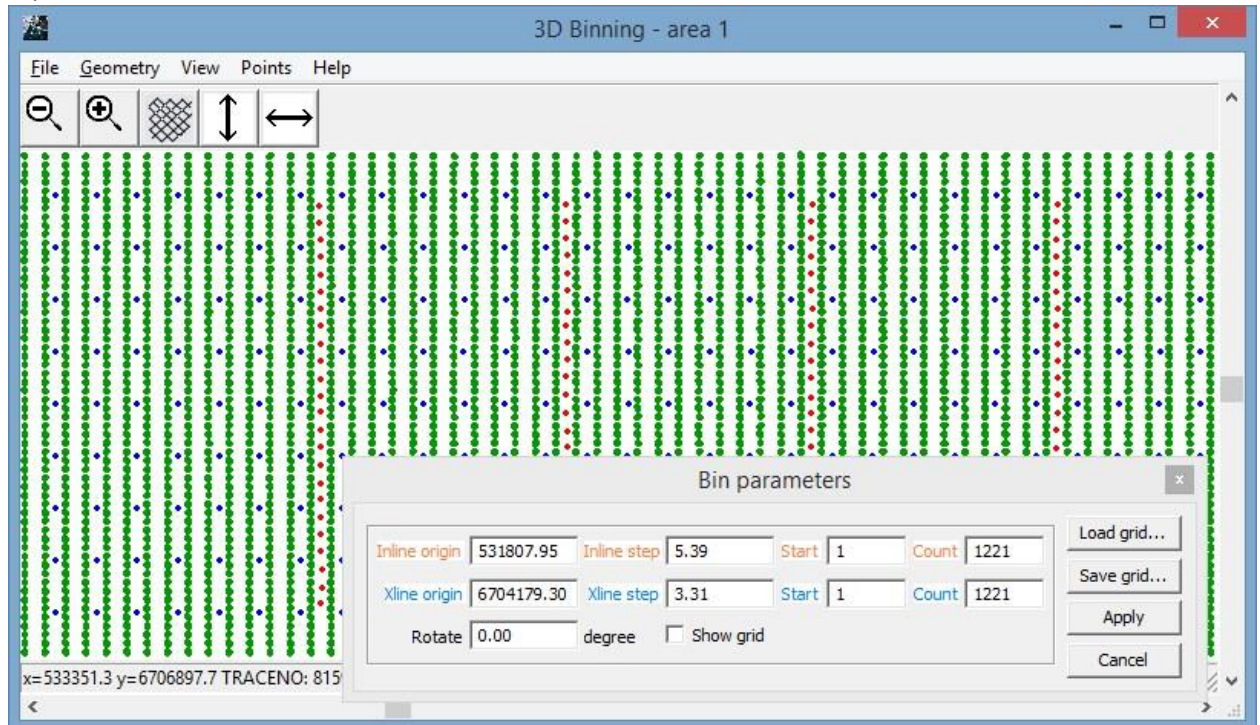 3D Binning - area 1
File Geometry View Points Help
Bin parameters
Inline origin 531807.95 Inline step 5.39 Start 1 Count 1221 Load grid...
Xline origin 6704179.30 Xline step 3.31 Start 1 Count 1221 Save grid...
Rotate 0.00 degree Show grid Apply
Cancel
x=533351.3 y=6706897.7 TRACENO: 815